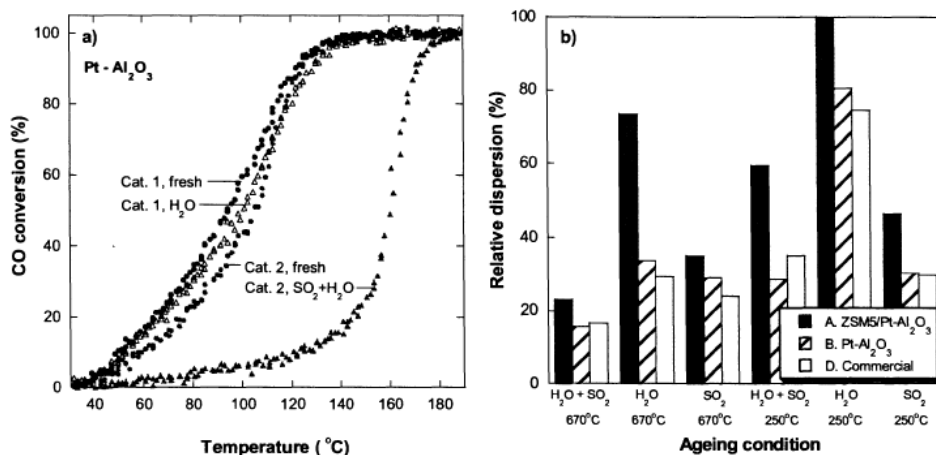 a)
Pt - Al₂O₃
CO conversion (%)
100
80
60
40
20
0
Cat. 1, fresh
Cat. 1, H₂O
Cat. 2, fresh
Cat. 2, SO₂+H₂O
40 60 80 100 120 140 160 180
Temperature (°C)
b)
Relative dispersion (%)
100
80
60
40
20
0
A. ZSM5/Pt-Al₂O₃
B. Pt-Al₂O₃
D. Commercial
H₂O + SO₂ H₂O SO₂ H₂O + SO₂ H₂O SO₂
670°C 670°C 670°C 250°C 250°C 250°C
Ageing condition